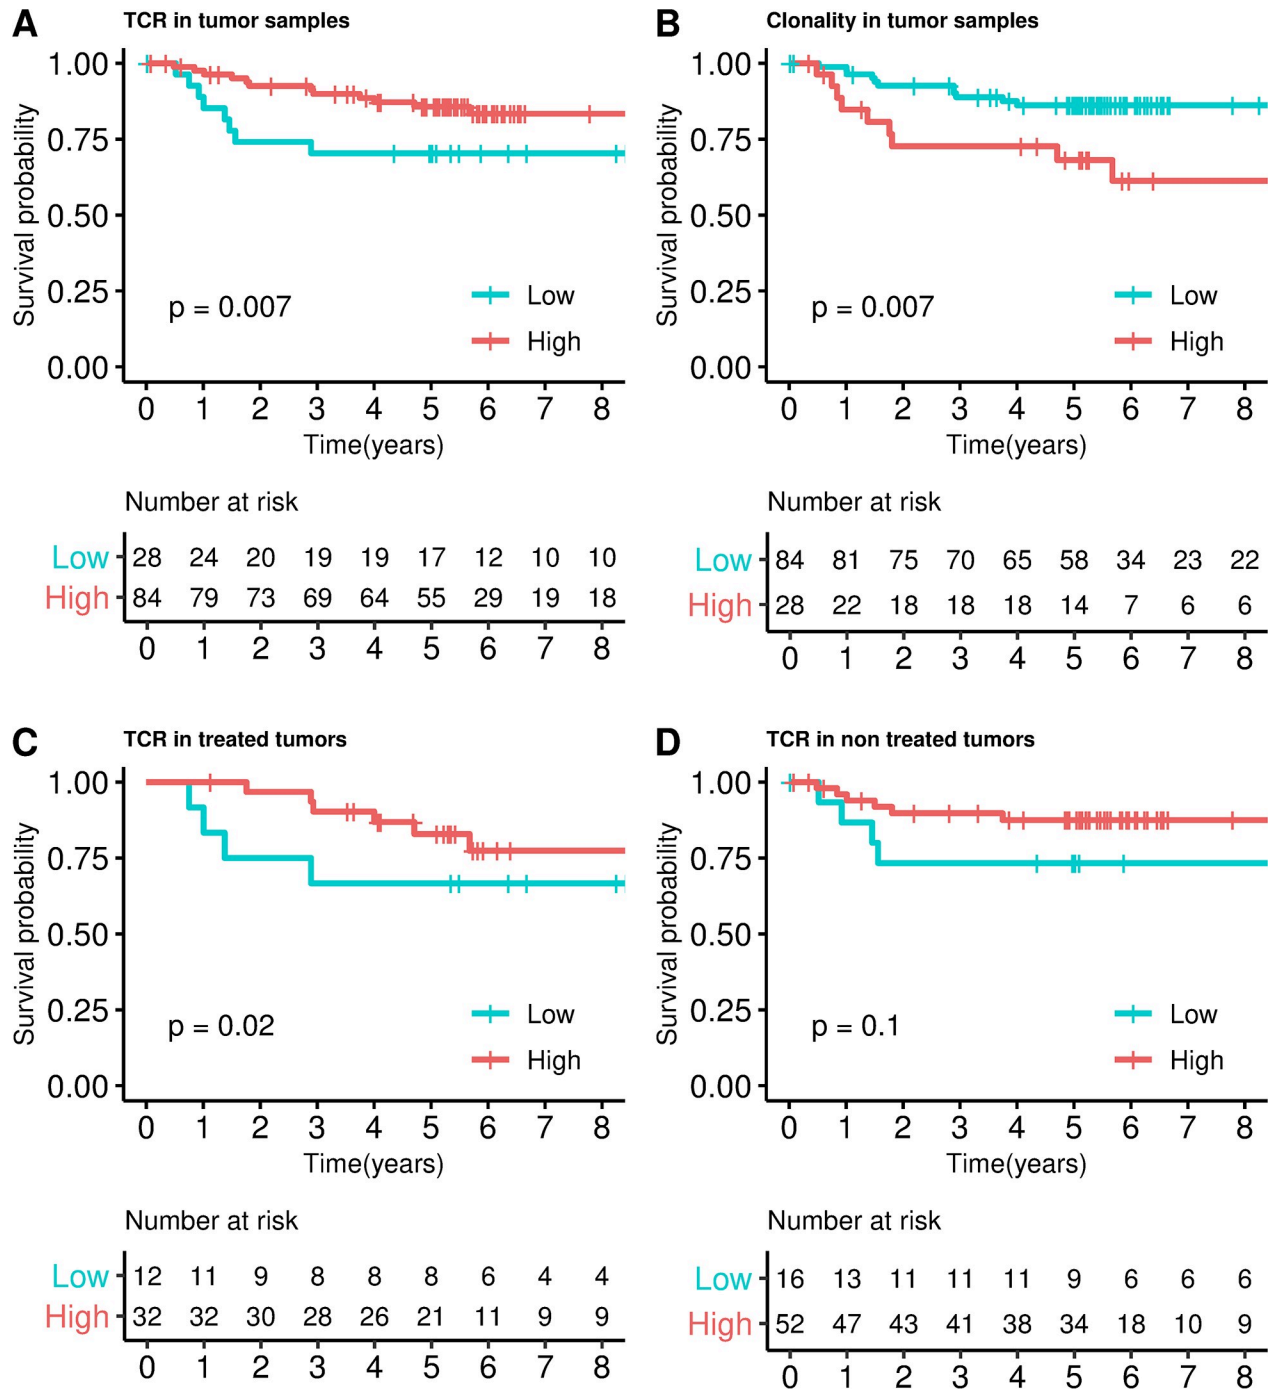 A TCR in tumor samples
Survival probability
1.00
0.75
0.50
0.25
0.00
p = 0.007
Low
High
0 1 2 3 4 5 6 7 8
Time(years)
Number at risk
Low 28 24 20 19 19 17 12 10 10
High 84 79 73 69 64 55 29 19 18
0 1 2 3 4 5 6 7 8
B Clonality in tumor samples
Survival probability
1.00
0.75
0.50
0.25
0.00
p = 0.007
Low
High
0 1 2 3 4 5 6 7 8
Time(years)
Number at risk
Low 84 81 75 70 65 58 34 23 22
High 28 22 18 18 18 14 7 6 6
0 1 2 3 4 5 6 7 8
C TCR in treated tumors
Survival probability
1.00
0.75
0.50
0.25
0.00
p = 0.02
Low
High
0 1 2 3 4 5 6 7 8
Time(years)
Number at risk
Low 12 11 9 8 8 8 6 4 4
High 32 32 30 28 26 21 11 9 9
0 1 2 3 4 5 6 7 8
D TCR in non treated tumors
Survival probability
1.00
0.75
0.50
0.25
0.00
p = 0.1
Low
High
0 1 2 3 4 5 6 7 8
Time(years)
Number at risk
Low 16 13 11 11 11 9 6 6 6
High 52 47 43 41 38 34 18 10 9
0 1 2 3 4 5 6 7 8